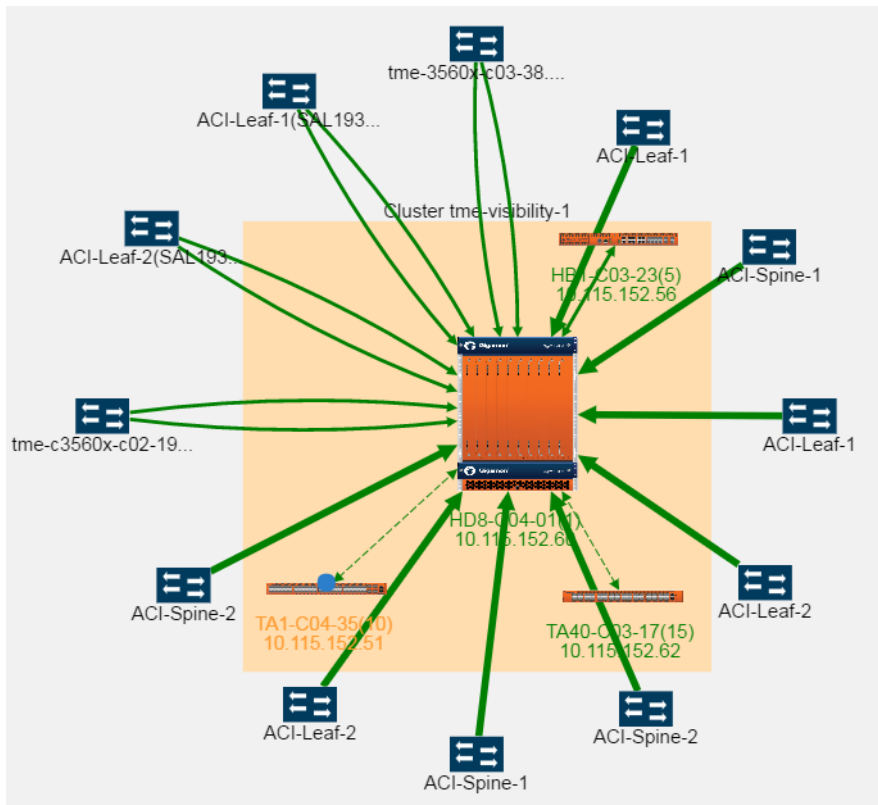 tme-3560x-c03-38....
ACI-Leaf-1(SAL193...
ACI-Leaf-1
Cluster tme-visibility-1
ACI-Leaf-2(SAL193...
HB1-C03-23(5)
10.115.152.56
ACI-Spine-1
Gigamon
tme-c3560x-c02-19...
ACI-Leaf-1
Gigamon
HD8-C04-01(1)
10.115.152.60
ACI-Spine-2
ACI-Leaf-2
TA1-C04-35(10)
10.115.152.51
TA40-C03-17(15)
10.115.152.62
ACI-Leaf-2
ACI-Spine-2
ACI-Spine-1